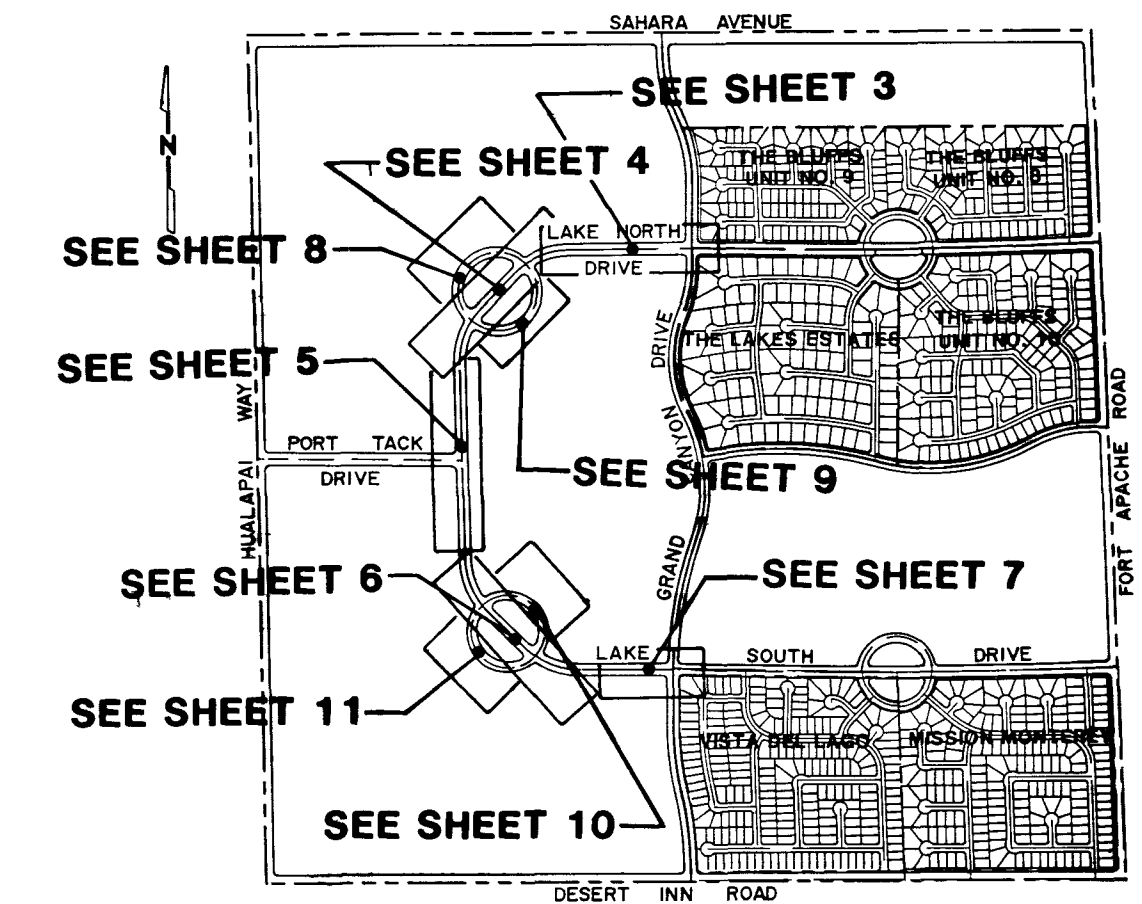 SAHARA AVENUE
SEE SHEET 3
N
SEE SHEET 4
THE BLUFFS
UNIT NO. 9
THE BLUFFS
LAKE NORTH
DRIVE
SEE SHEET 8
THE LAKES ESTATES
THE BLUFFS
SEE SHEET 5
GRAND CANYON DRIVE
HUALAPAI WAY
FORT APACHE ROAD
PORT TACK
DRIVE
SEE SHEET 9
SEE SHEET 6
SEE SHEET 7
LAKE SOUTH DRIVE
SEE SHEET 11
VISTA DEL LAGO
MISSION MONTEREY
SEE SHEET 10
DESERT INN ROAD